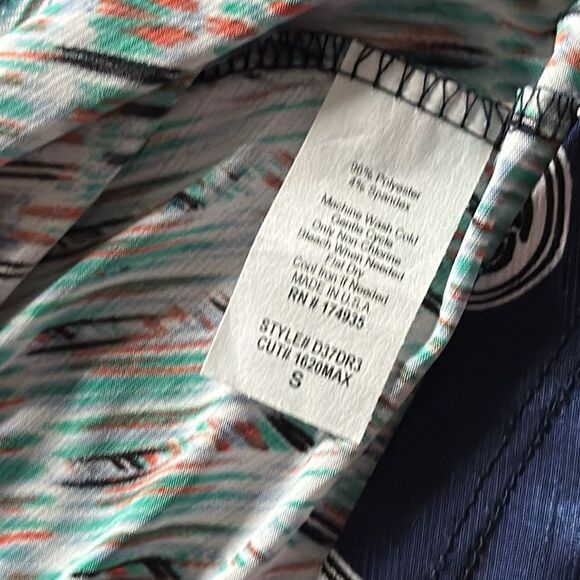 96% Polyester
4% Spandex
Machine Wash Cold
Gentle Cycle
Only Non Chlorine
Bleach When Needed
Flat Dry
Cool Iron If Needed
MADE IN U.S.A
RN # 174935
STYLE# D37DR3
CUT# 1620MAX
S